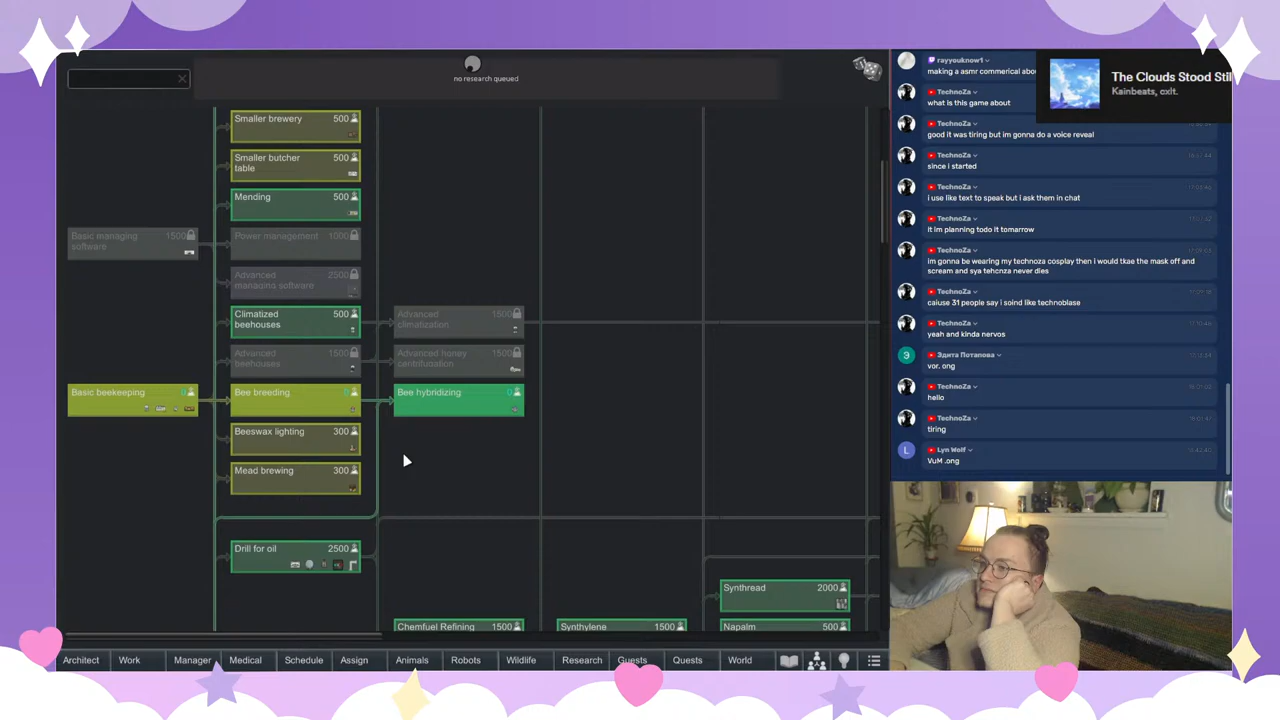 no research queued
Smaller brewery 500
Smaller butcher
table
500
Mending 500
Basic managing
software
1500
Power management 1000
Advanced
managing software
2500
Climatized
beehouses
500
Advanced
climatization
1500
Advanced
beehouses
1500
Advanced honey
centrifugation
1500
Basic beekeeping 0
Bee breeding 0
Bee hybridizing 0
Beeswax lighting 300
Mead brewing 300
Drill for oil 2500
Synthread 2000
Chemfuel Refining 1500
Synthylene 1500
Napalm 500
Architect Work Manager Medical Schedule Assign Animals Robots Wildlife Research Guests Quests World
rayyouknow1
making a asmr commerical abou
The Clouds Stood Stil
Kainbeats, cxlt.
TechnoZa
what is this game about
TechnoZa
good it was tiring but im gonna do a voice reveal
TechnoZa
since i started
TechnoZa
i use like text to speak but i ask them in chat
TechnoZa
it im planning todo it tomorrow
TechnoZa
im gonna be wearing my technoza cosplay then i would tkae the mask off and
scream and sya tehcnza never dies
TechnoZa
caiuse 31 people say i soind like technoblase
TechnoZa
yeah and kinda nervos
Э
Эдита Потапова
vor. ong
TechnoZa
hello
TechnoZa
tiring
L
Lyn Wolf
VuM .ong